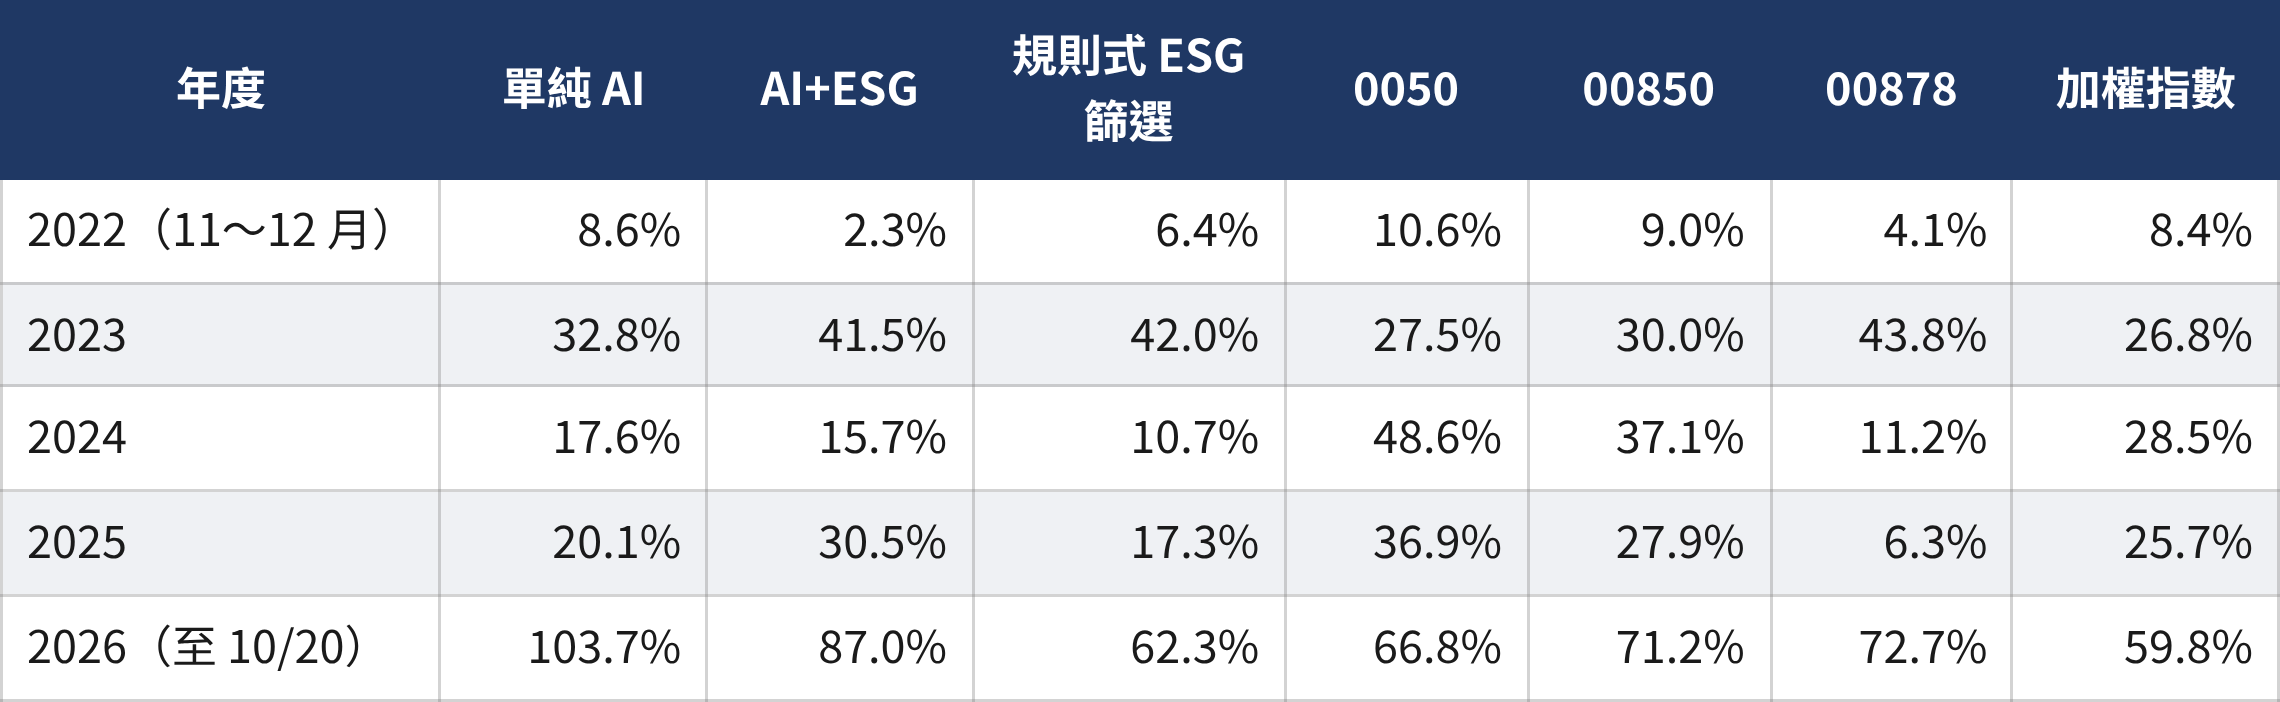 年度 單純 AI AI+ESG 規則式 ESG 篩選 0050 00850 00878 加權指數
2022（11～12 月） 8.6% 2.3% 6.4% 10.6% 9.0% 4.1% 8.4%
2023 32.8% 41.5% 42.0% 27.5% 30.0% 43.8% 26.8%
2024 17.6% 15.7% 10.7% 48.6% 37.1% 11.2% 28.5%
2025 20.1% 30.5% 17.3% 36.9% 27.9% 6.3% 25.7%
2026（至 10/20） 103.7% 87.0% 62.3% 66.8% 71.2% 72.7% 59.8%